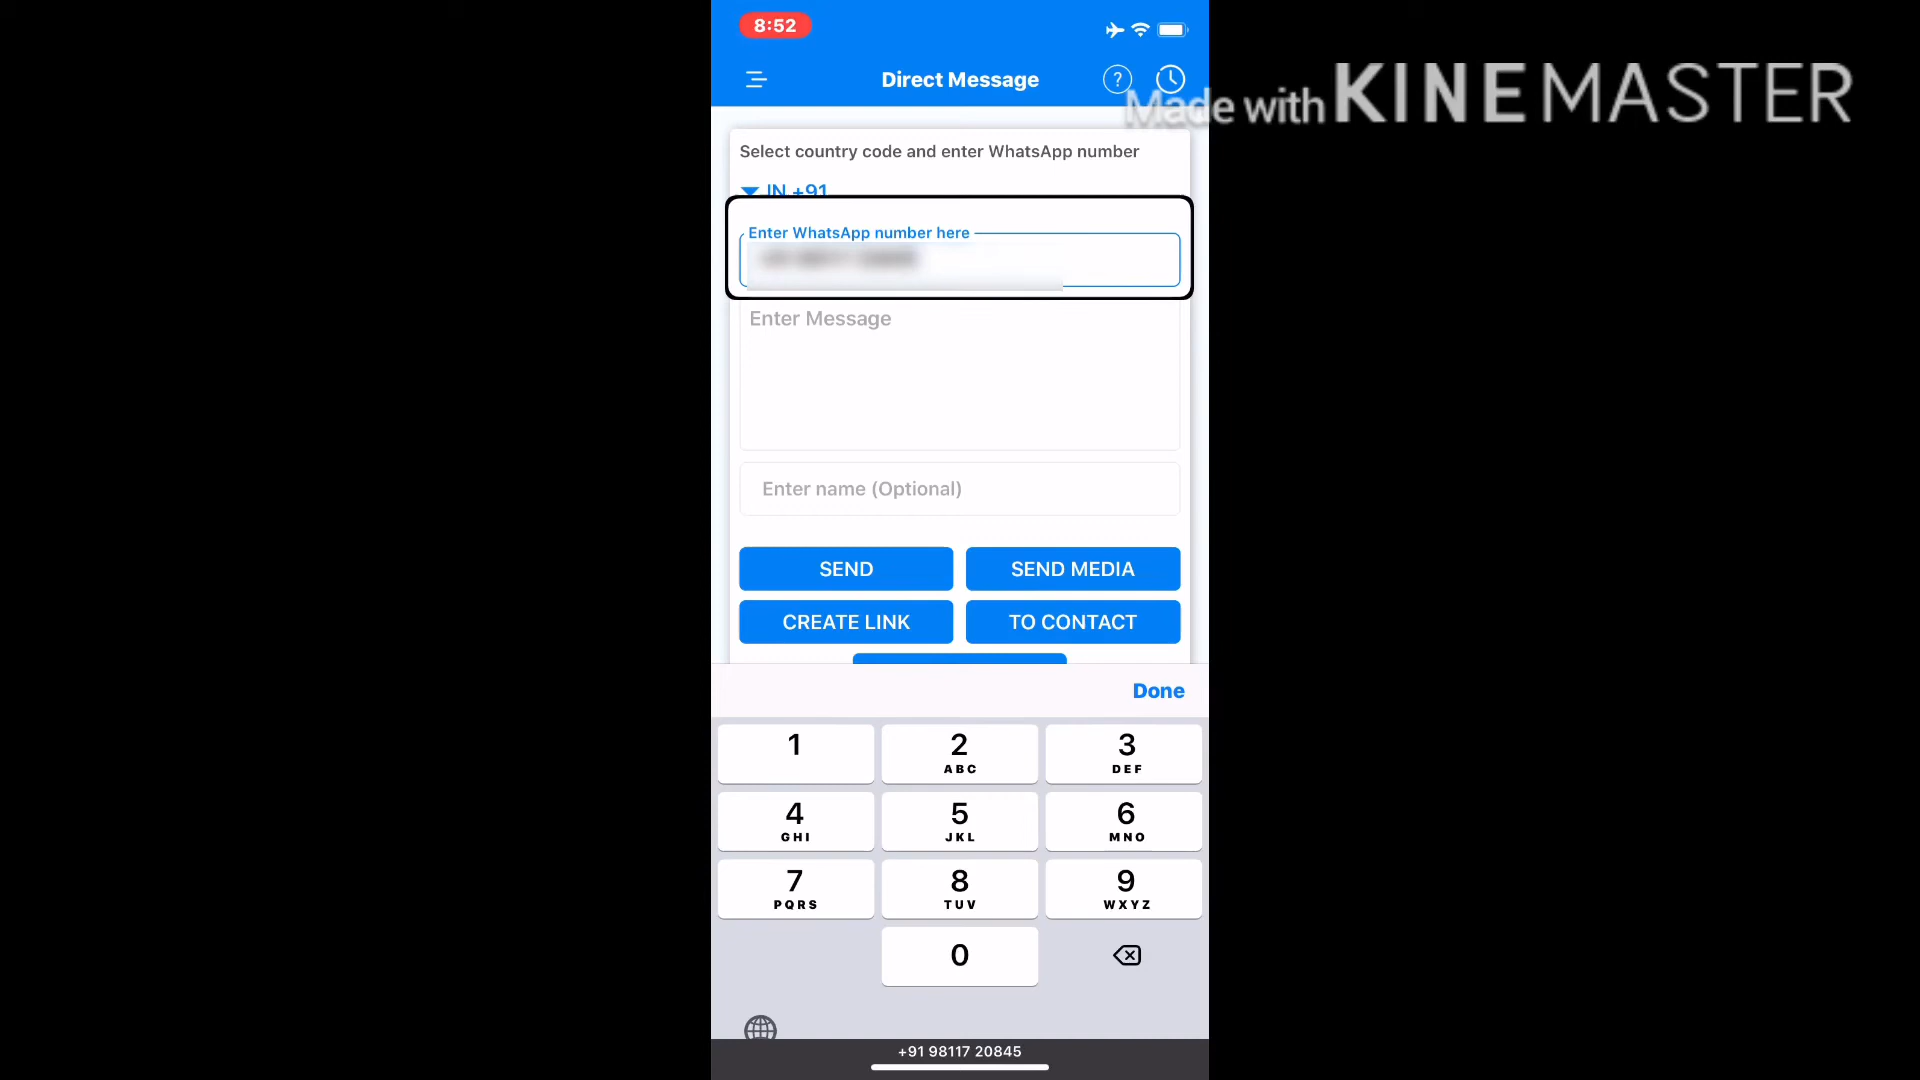 8:52
Direct Message
?
Made with KINEMASTER
Select country code and enter WhatsApp number
IN +91
Enter WhatsApp number here
Enter Message
Enter name (Optional)
SEND
SEND MEDIA
CREATE LINK
TO CONTACT
Done
1
2
ABC
3
DEF
4
GHI
5
JKL
6
MNO
7
PQRS
8
TUV
9
WXYZ
0
+91 98117 20845